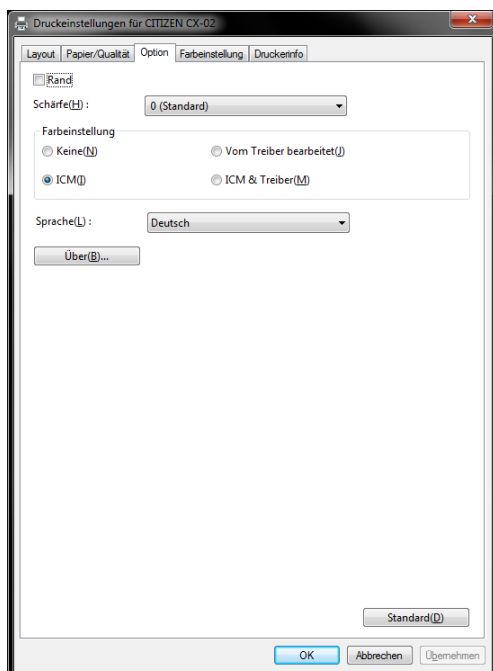 Druckeinstellungen für CITIZEN CX-02
Layout Papier/Qualität Option Farbeinstellung Druckerinfo
Rand
Schärfe(H) : 0 (Standard)
Farbeinstellung
Keine(N) Vom Treiber bearbeitet(J)
ICM(I) ICM & Treiber(M)
Sprache(L) : Deutsch
Über(B)...
Standard(D)
OK Abbrechen Übernehmen